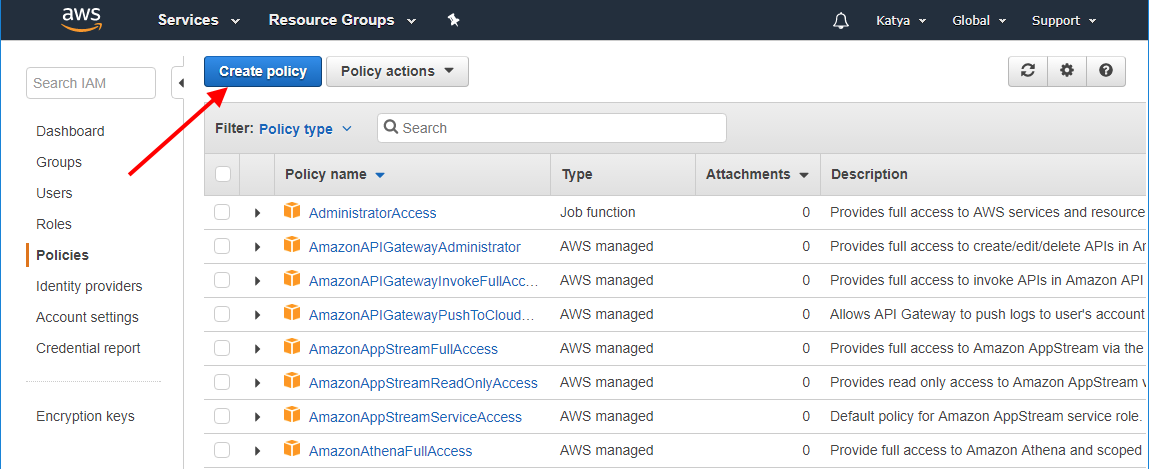 aws Services Resource Groups Katya Global Support
Search IAM
Create policy Policy actions
Dashboard
Groups
Users
Roles
Policies
Identity providers
Account settings
Credential report
Encryption keys
Filter: Policy type Search
Policy name Type Attachments Description
AdministratorAccess Job function 0 Provides full access to AWS services and resource
AmazonAPIGatewayAdministrator AWS managed 0 Provides full access to create/edit/delete APIs in Ar
AmazonAPIGatewayInvokeFullAcc... AWS managed 0 Provides full access to invoke APIs in Amazon API
AmazonAPIGatewayPushToCloud... AWS managed 0 Allows API Gateway to push logs to user's account
AmazonAppStreamFullAccess AWS managed 0 Provides full access to Amazon AppStream via the
AmazonAppStreamReadOnlyAccess AWS managed 0 Provides read only access to Amazon AppStream v
AmazonAppStreamServiceAccess AWS managed 0 Default policy for Amazon AppStream service role.
AmazonAthenaFullAccess AWS managed 0 Provide full access to Amazon Athena and scoped